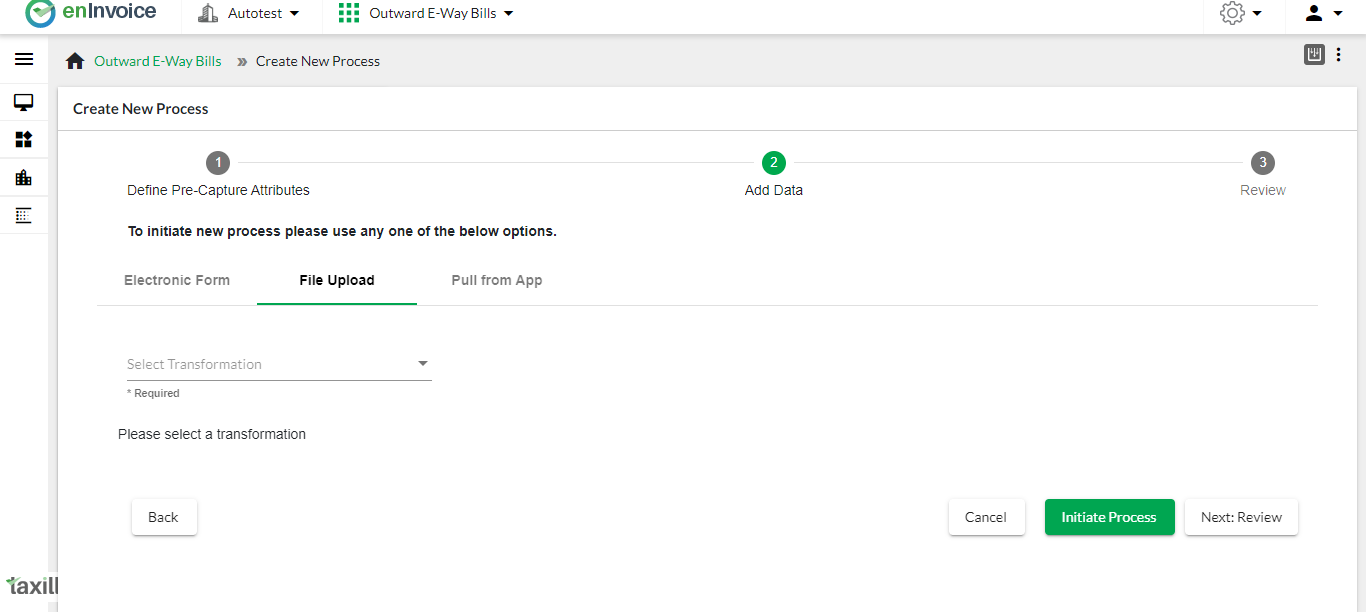 enInvoice Autotest Outward E-Way Bills
Outward E-Way Bills » Create New Process
Create New Process
1 2 3
Define Pre-Capture Attributes Add Data Review
To initiate new process please use any one of the below options.
Electronic Form File Upload Pull from App
Select Transformation
* Required
Please select a transformation
Back Cancel Initiate Process Next: Review
taxill